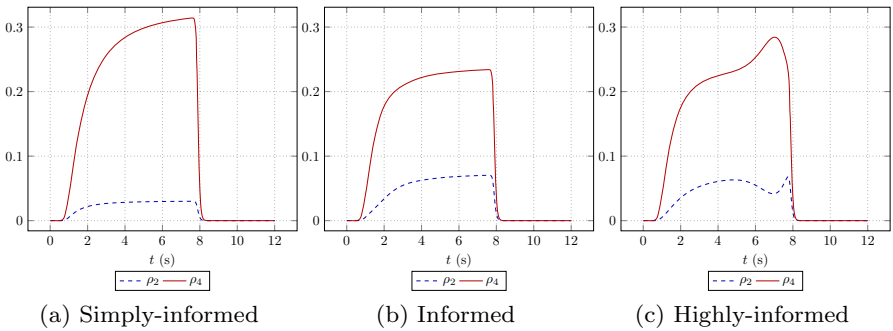 0.3
0.2
0.1
0
0 2 4 6 8 10 12
t (s)
ρ2 ρ4
(a) Simply-informed
0.3
0.2
0.1
0
0 2 4 6 8 10 12
t (s)
ρ2 ρ4
(b) Informed
0.3
0.2
0.1
0
0 2 4 6 8 10 12
t (s)
ρ2 ρ4
(c) Highly-informed